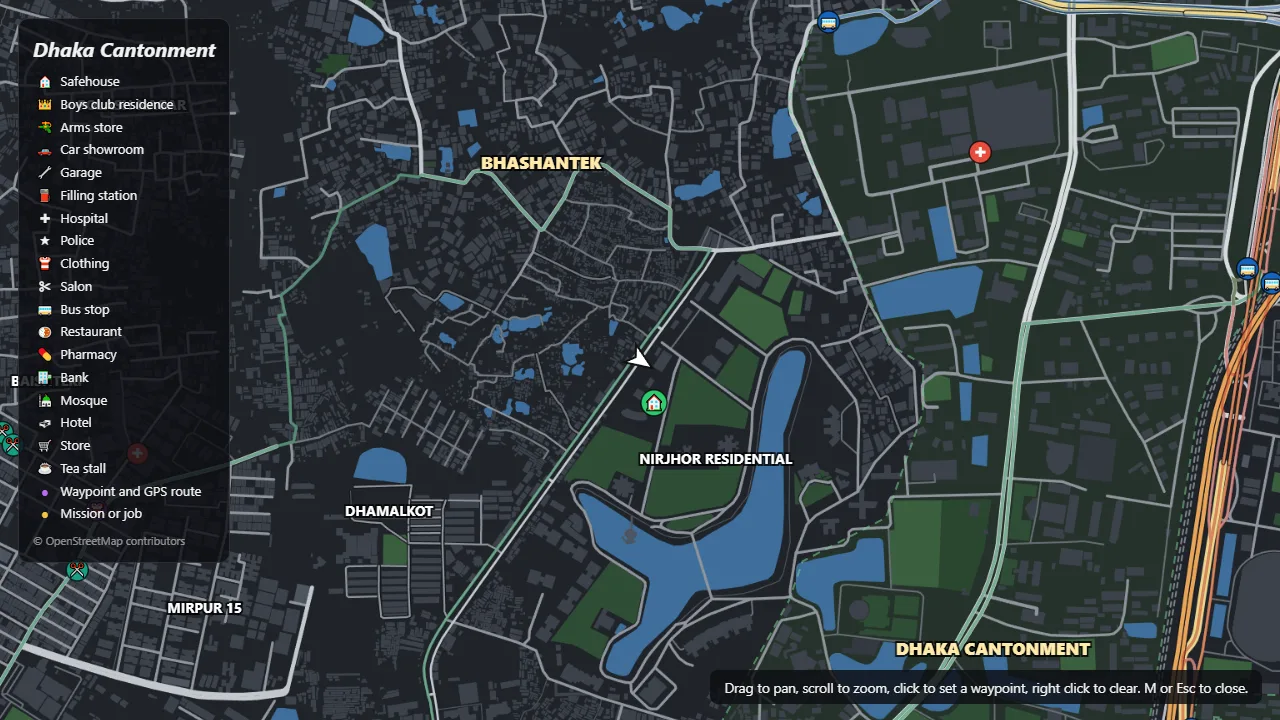 Dhaka Cantonment
Safehouse
Boys club residence
Arms store
Car showroom
Garage
Filling station
Hospital
Police
Clothing
Salon
Bus stop
Restaurant
Pharmacy
Bank
Mosque
Hotel
Store
Tea stall
Waypoint and GPS route
Mission or job
© OpenStreetMap contributors
BHASHANTEK
NIRJHOR RESIDENTIAL
DHAMALKOT
MIRPUR 15
DHAKA CANTONMENT
Drag to pan, scroll to zoom, click to set a waypoint, right click to clear. M or Esc to close.